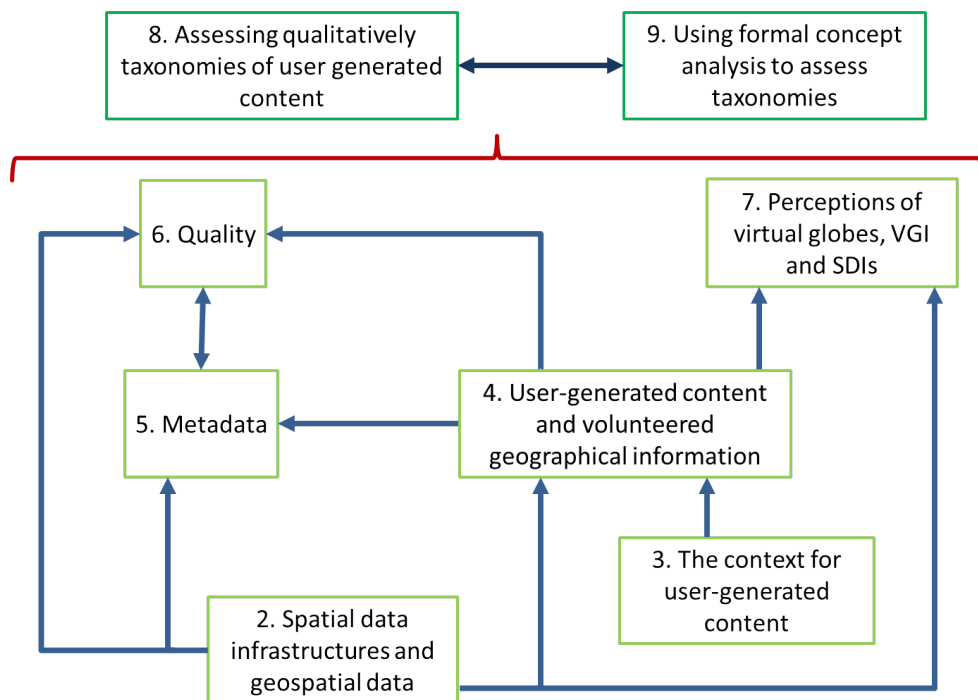 8. Assessing qualitatively
taxonomies of user generated
content
9. Using formal concept
analysis to assess
taxonomies
6. Quality
7. Perceptions of
virtual globes, VGI
and SDIs
5. Metadata
4. User-generated content
and volunteered
geographical information
3. The context for
user-generated
content
2. Spatial data
infrastructures and
geospatial data